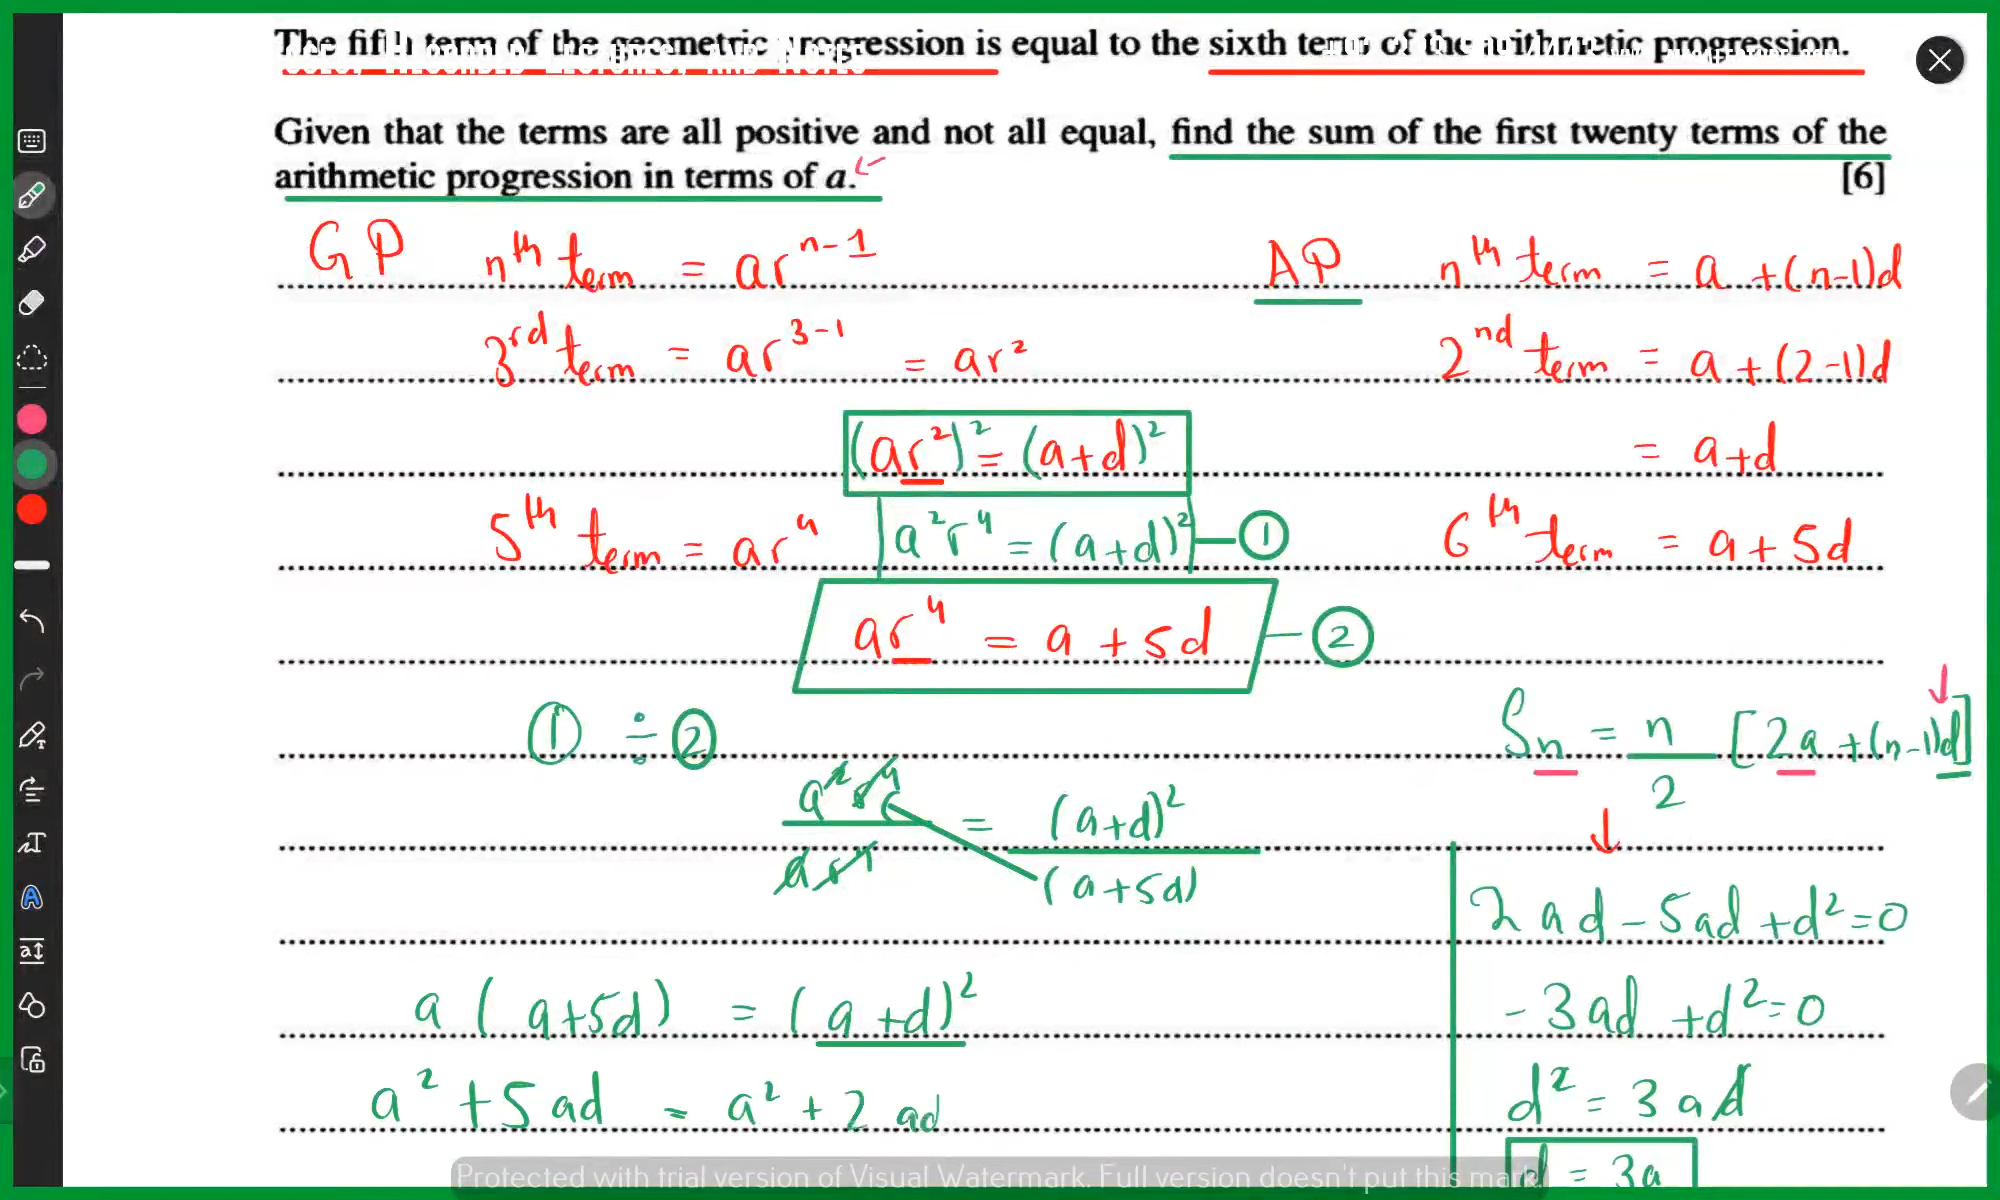 The fifth term of the geometric progression is equal to the sixth term of the arithmetic progression.
Given that the terms are all positive and not all equal, find the sum of the first twenty terms of the
arithmetic progression in terms of a. [6]
GP nth term = ar^(n-1) AP nth term = a + (n-1)d
3rd term = ar^(3-1) = ar² 2nd term = a + (2-1)d
(ar²)² = (a+d)² = a+d
5th term = ar⁴ a²r⁴ = (a+d)² — ① 6th term = a + 5d
ar⁴ = a + 5d — ②
① ÷ ② Sn = n/2 [2a + (n-1)d]
a²r⁴/ar⁴ = (a+d)²/(a+5d)
2ad - 5ad + d² = 0
a(a+5d) = (a+d)² -3ad + d² = 0
a² + 5ad = a² + 2ad d² = 3ad
d = 3a
Protected with trial version of Visual Watermark. Full version doesn't put this mark.